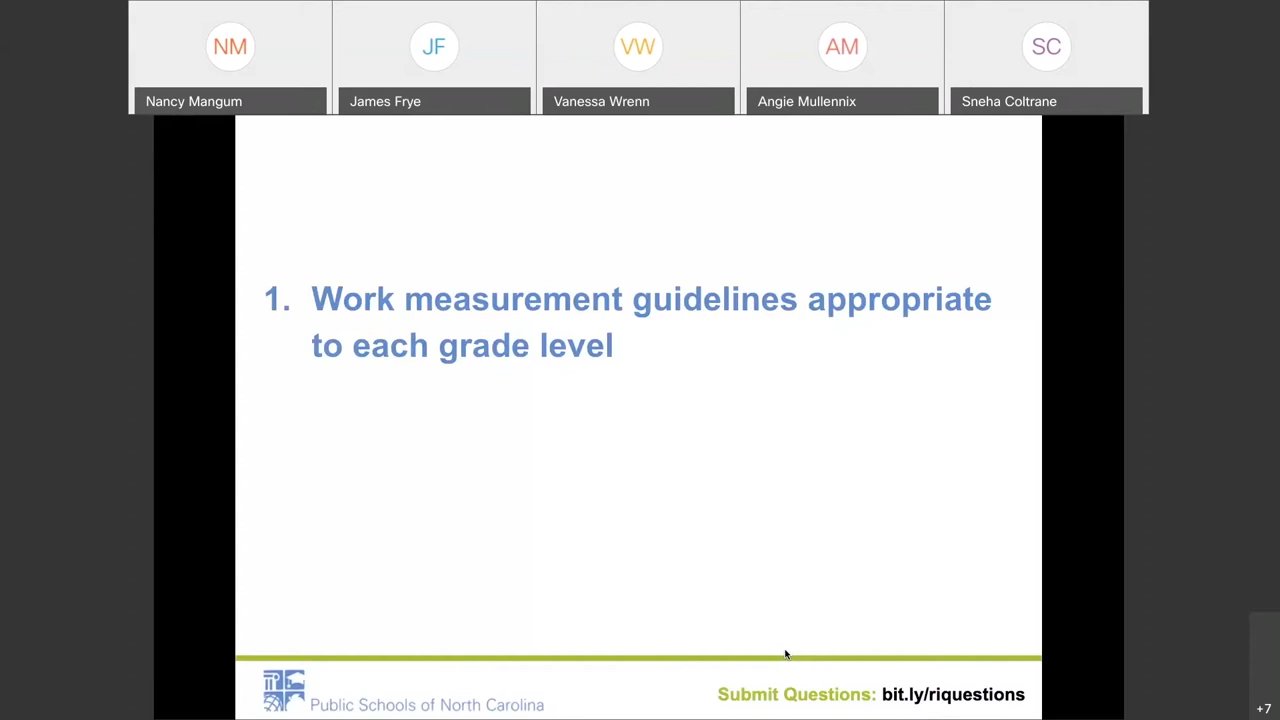 NM
JF
VW
AM
SC
Nancy Mangum
James Frye
Vanessa Wrenn
Angie Mullennix
Sneha Coltrane
1. Work measurement guidelines appropriate
to each grade level
Public Schools of North Carolina
Submit Questions: bit.ly/riquestions
+7